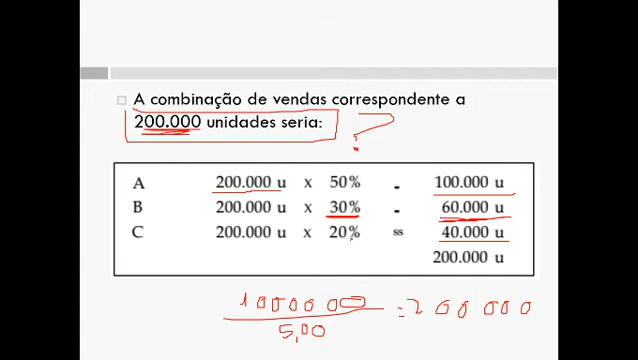 A combinação de vendas correspondente a
200.000 unidades seria: ?
A 200.000 u x 50% - 100.000 u
B 200.000 u x 30% - 60.000 u
C 200.000 u x 20% ss 40.000 u
200.000 u
1000000 = 200000
5,00